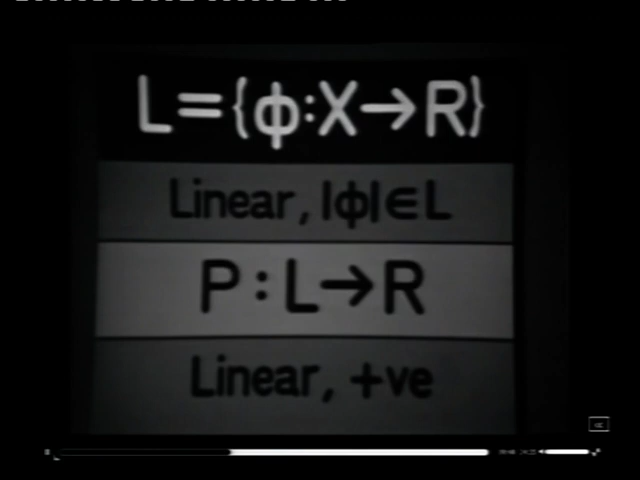 L={ϕ:X→R}
Linear, |ϕ|∈L
P:L→R
Linear, +ve